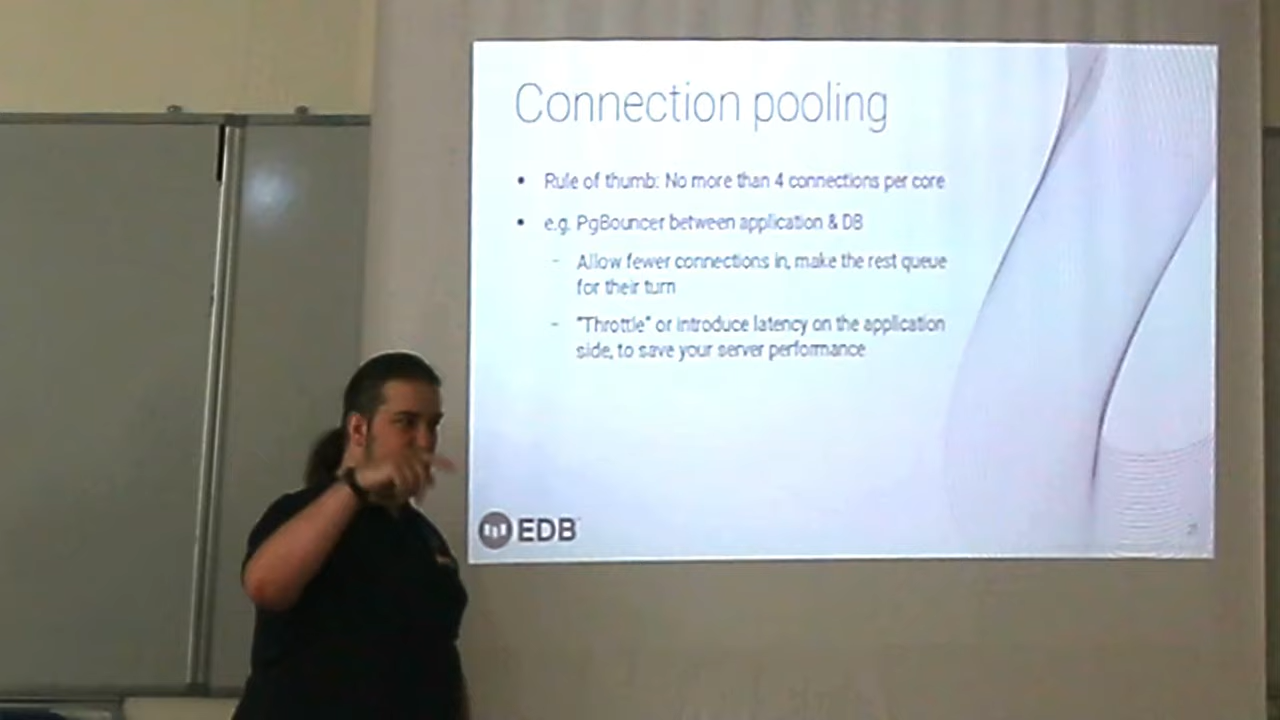 Connection pooling
• Rule of thumb: No more than 4 connections per core
• e.g. PgBouncer between application & DB
- Allow fewer connections in, make the rest queue
for their turn
- "Throttle" or introduce latency on the application
side, to save your server performance
EDB